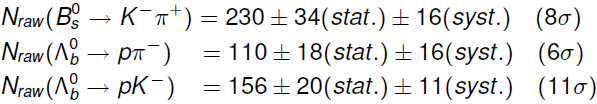 N_raw(B_s^0 → K^- π^+) = 230 ± 34(stat.) ± 16(syst.) (8σ)
N_raw(Λ_b^0 → pπ^-) = 110 ± 18(stat.) ± 16(syst.) (6σ)
N_raw(Λ_b^0 → pK^-) = 156 ± 20(stat.) ± 11(syst.) (11σ)